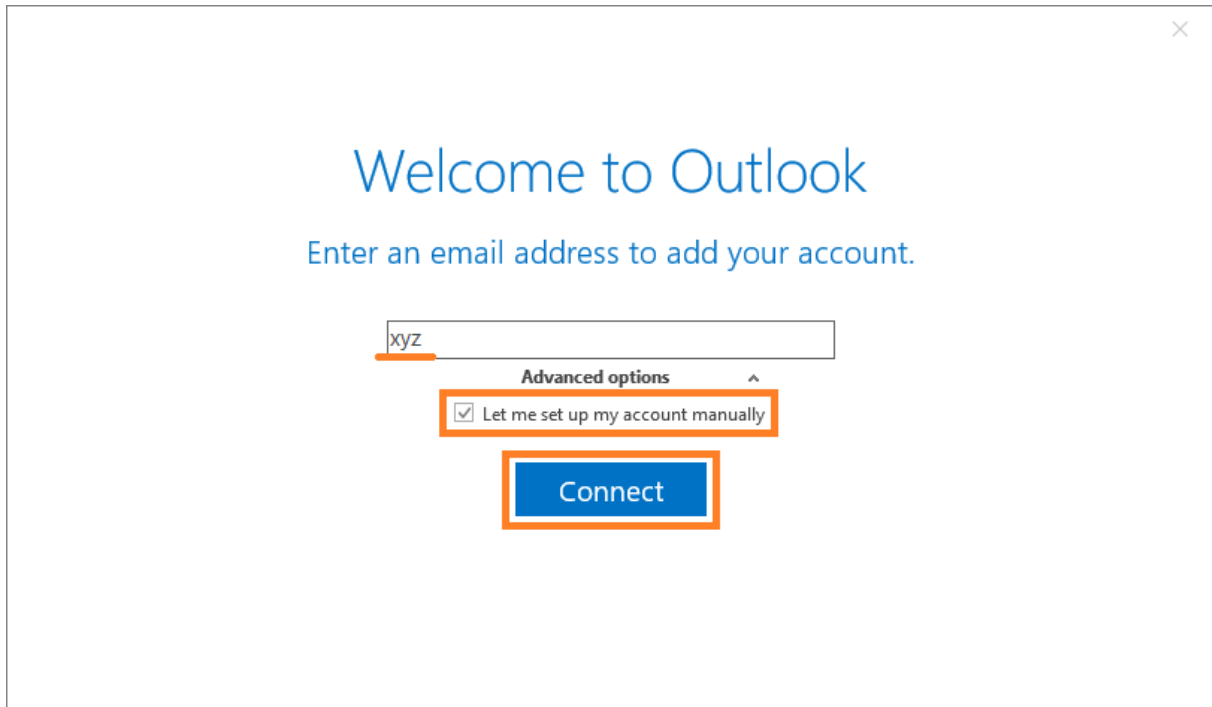 Welcome to Outlook
Enter an email address to add your account.
xyz
Advanced options
Let me set up my account manually
Connect